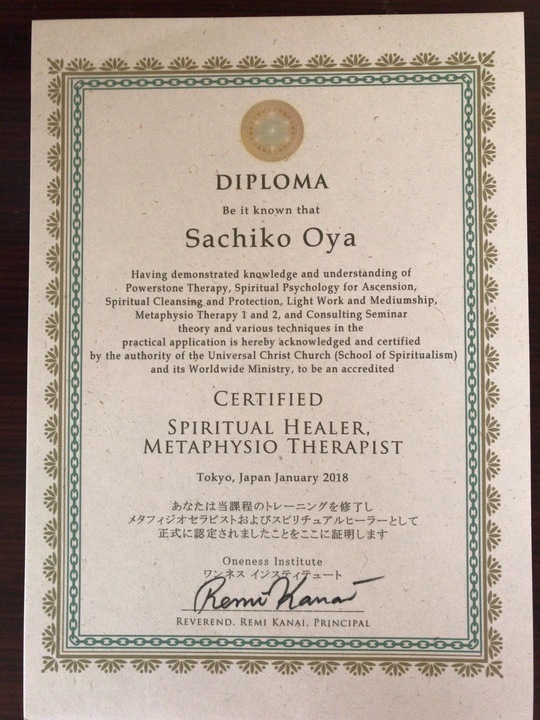 DIPLOMA
Be it known that
Sachiko Oya
Having demonstrated knowledge and understanding of
Powerstone Therapy, Spiritual Psychology for Ascension,
Spiritual Cleansing and Protection, Light Work and Mediumship,
Metaphysio Therapy 1 and 2, and Consulting Seminar
theory and various techniques in the
practical application is hereby acknowledged and certified
by the authority of the Universal Christ Church (School of Spiritualism)
and its Worldwide Ministry, to be an accredited
CERTIFIED
SPIRITUAL HEALER,
METAPHYSIO THERAPIST
Tokyo, Japan January 2018
あなたは当課程のトレーニングを修了し
メタフィジオセラピストおよびスピリチュアルヒーラーとして
正式に認定されましたことをここに証明します
Oneness Institute
ワンネス インスティテュート
Remi Kanai
REVEREND. REMI KANAI, PRINCIPAL